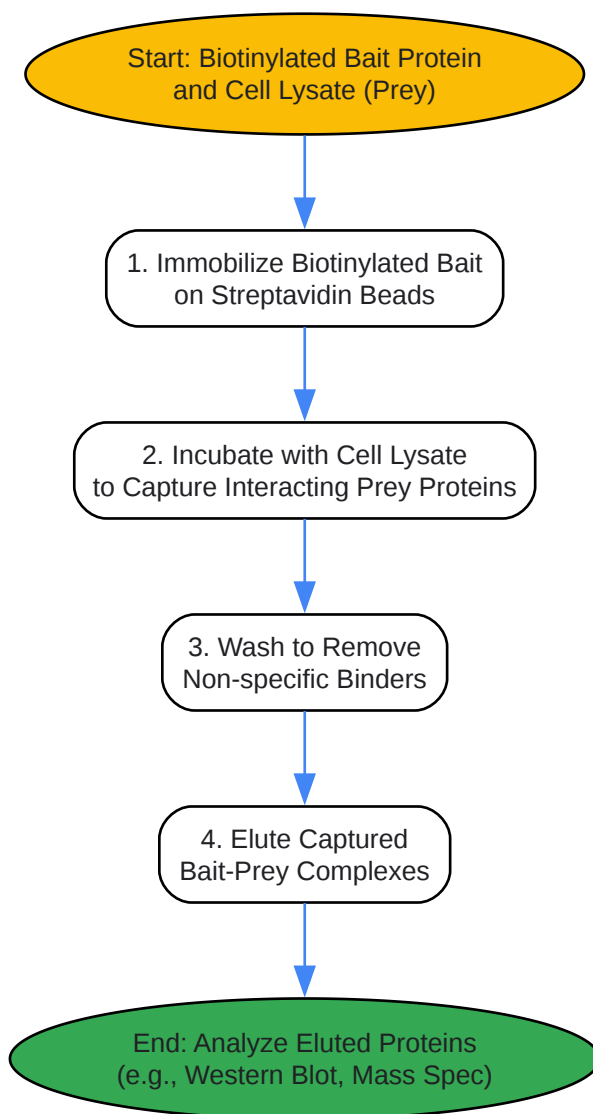 Start: Biotinylated Bait Protein
and Cell Lysate (Prey)
1. Immobilize Biotinylated Bait
on Streptavidin Beads
2. Incubate with Cell Lysate
to Capture Interacting Prey Proteins
3. Wash to Remove
Non-specific Binders
4. Elute Captured
Bait-Prey Complexes
End: Analyze Eluted Proteins
(e.g., Western Blot, Mass Spec)